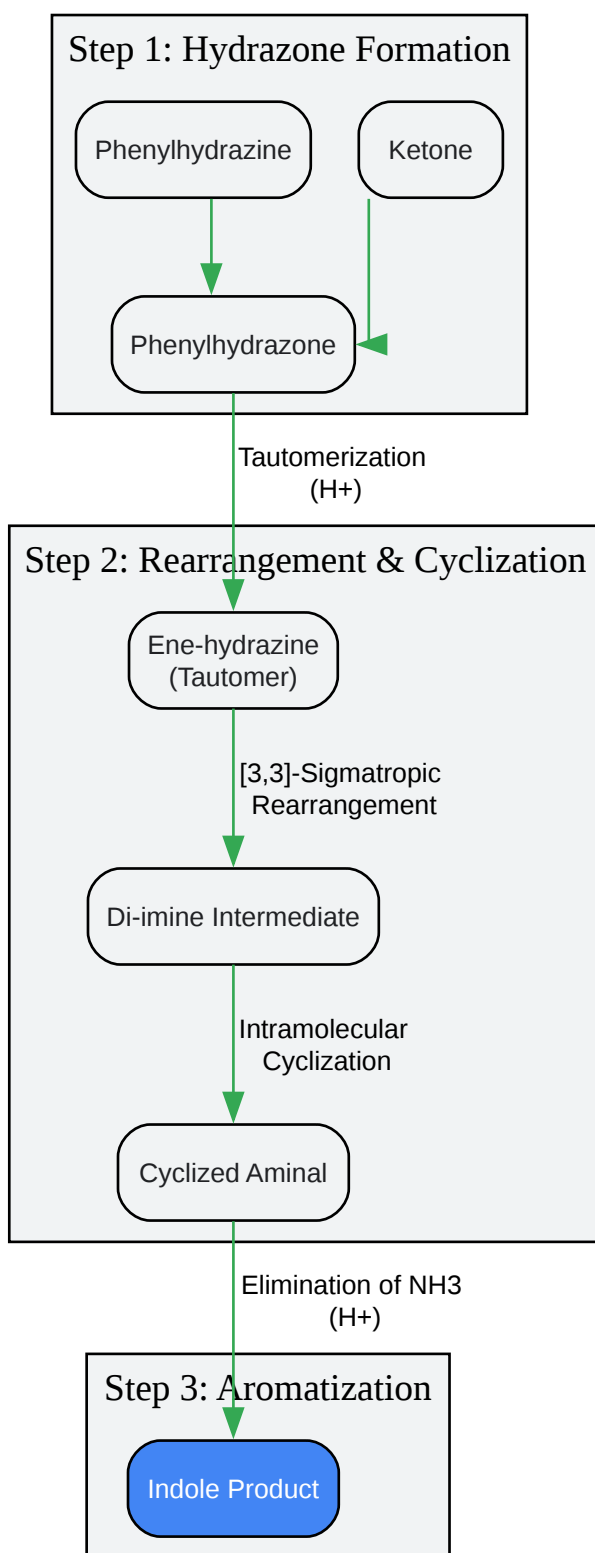 Step 1: Hydrazone Formation
Phenylhydrazine
Ketone
Phenylhydrazone
Tautomerization
(H+)
Step 2: Rearrangement & Cyclization
Ene-hydrazine
(Tautomer)
[3,3]-Sigmatropic
Rearrangement
Di-imine Intermediate
Intramolecular
Cyclization
Cyclized Aminal
Elimination of NH3
(H+)
Step 3: Aromatization
Indole Product